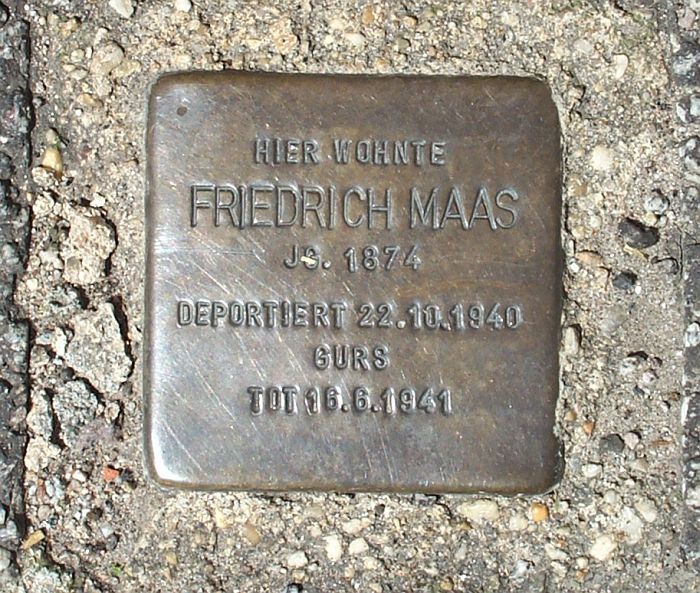 HIER WOHNTE
FRIEDRICH MAAS
JG. 1874
DEPORTIERT 22.10.1940
GURS
TOT 16.6.1941